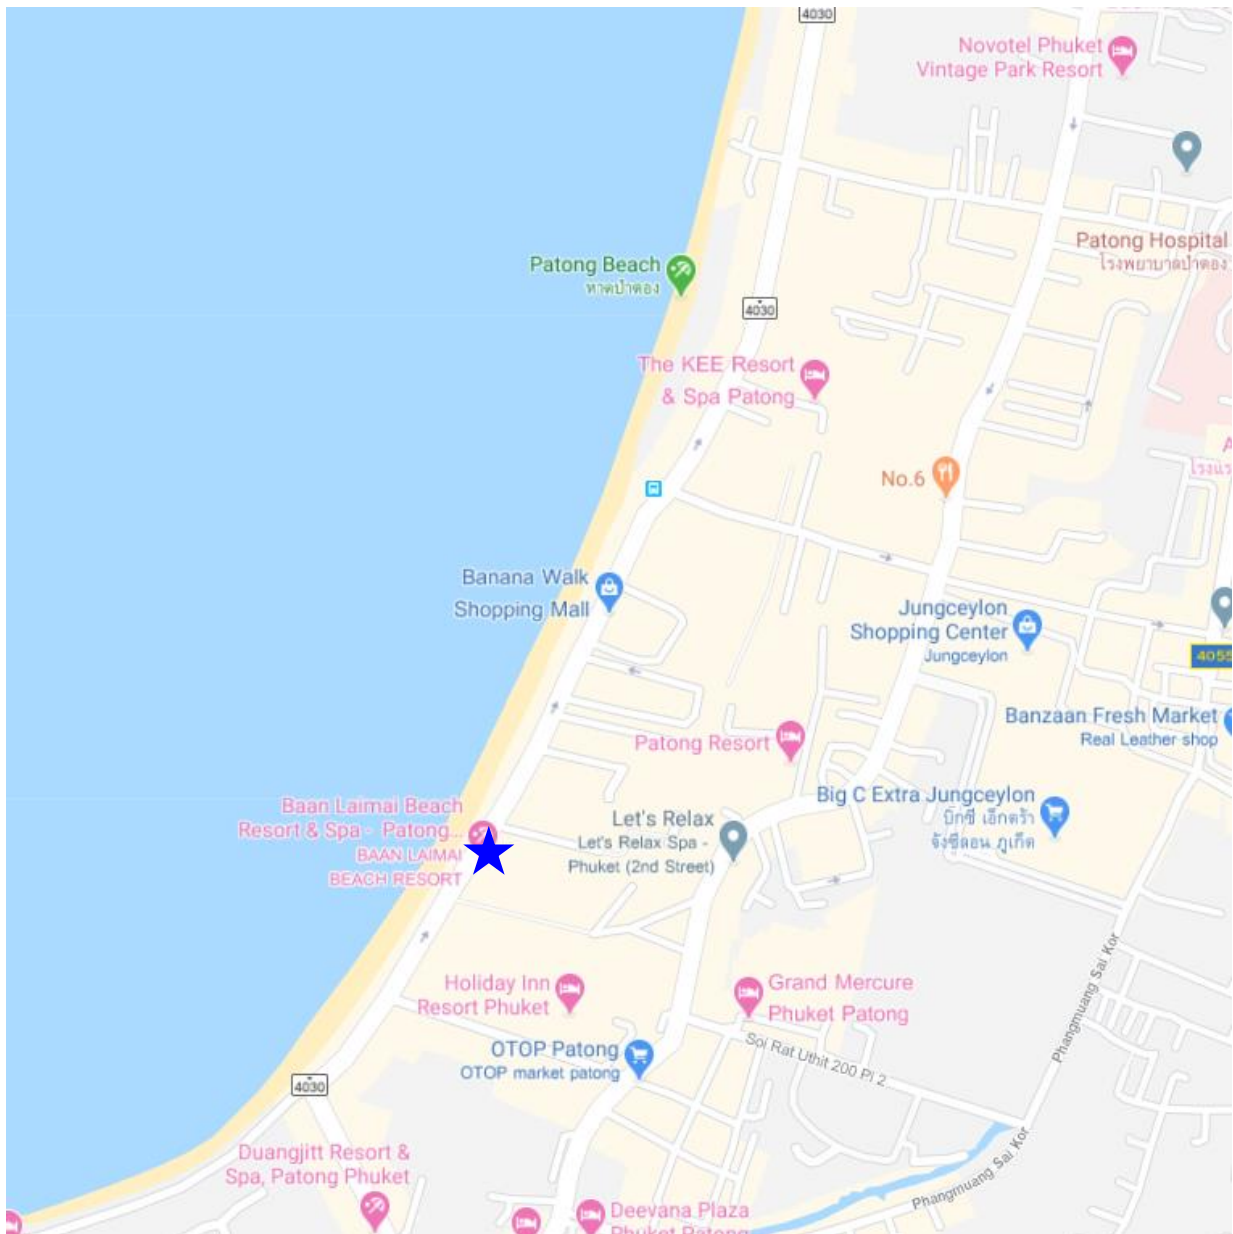 4030
Novotel Phuket
Vintage Park Resort
Patong Hospital
โรงพยาบาลป่าตอง
Patong Beach
หาดป่าตอง
4030
The KEE Resort
& Spa Patong
No.6
Banana Walk
Shopping Mall
Jungceylon
Shopping Center
Jungceylon
4055
Banzaan Fresh Market
Real Leather shop
Patong Resort
Big C Extra Jungceylon
บิ๊กซี เอ็กตร้า
จังซีลอน ภูเก็ต
Baan Laimai Beach
Resort & Spa - Patong...
BAAN LAIMAI
BEACH RESORT
Let's Relax
Let's Relax Spa -
Phuket (2nd Street)
Holiday Inn
Resort Phuket
Grand Mercure
Phuket Patong
OTOP Patong
OTOP market patong
Soi Rat Uthit 200 Pi 2
Phangmuang Sai Kor
4030
Duangjitt Resort &
Spa, Patong Phuket
Phangmuang Sai Kor
Deevana Plaza
Phuket Patong